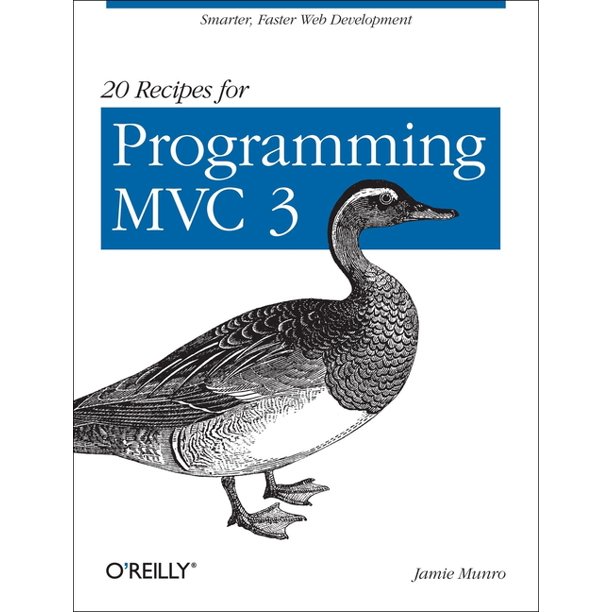 Smarter, Faster Web Development
20 Recipes for
Programming
MVC 3
O'REILLY®
Jamie Munro